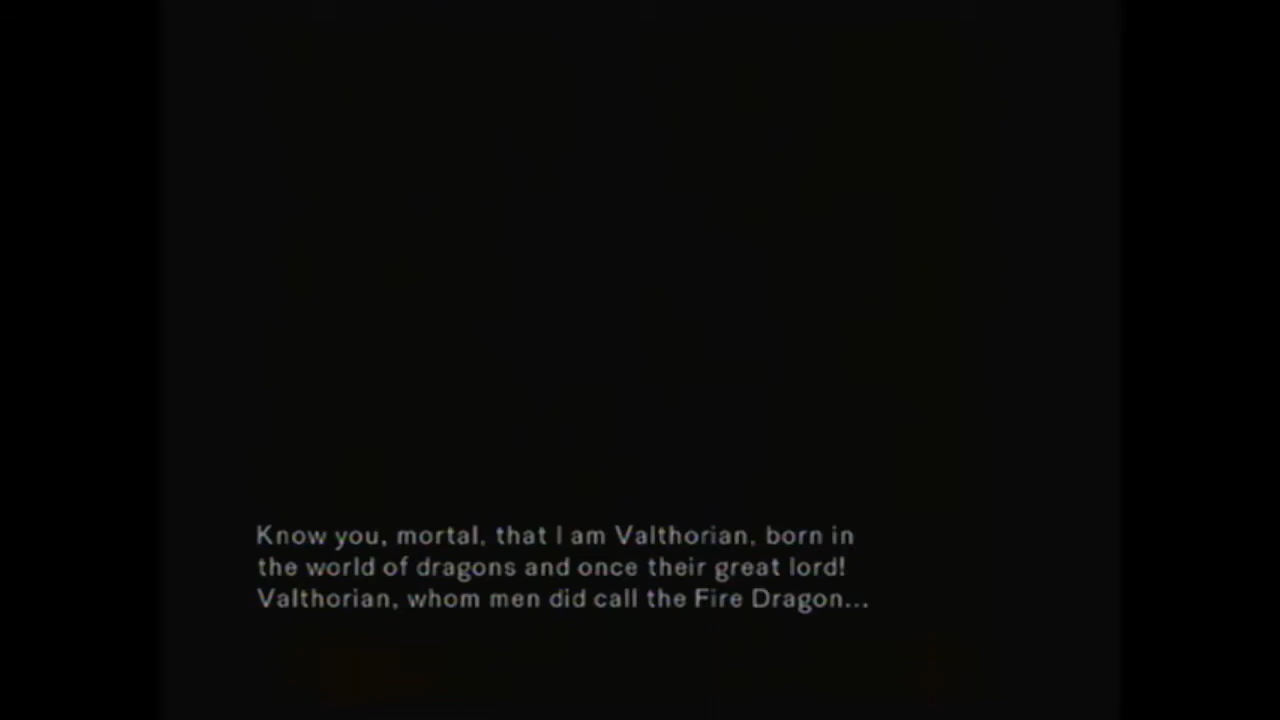 Know you, mortal, that I am Valthorian, born in
the world of dragons and once their great lord!
Valthorian, whom men did call the Fire Dragon...